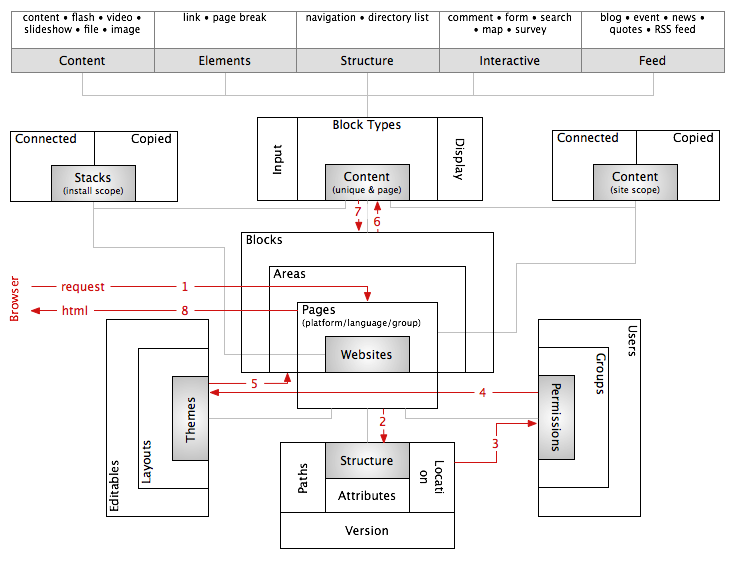 content • flash • video •
slideshow • file • image
link • page break
navigation • directory list
comment • form • search
• map • survey
blog • event • news •
quotes • RSS feed
Content
Elements
Structure
Interactive
Feed
Connected
Copied
Stacks
(install scope)
Block Types
Input
Display
Content
(unique & page)
Connected
Copied
Content
(site scope)
7
6
Blocks
Areas
Browser
request
1
html
8
Pages
(platform/language/group)
Websites
Editables
Layouts
Themes
5
4
Users
Groups
Permissions
2
3
Paths
Structure
Locati
on
Attributes
Version